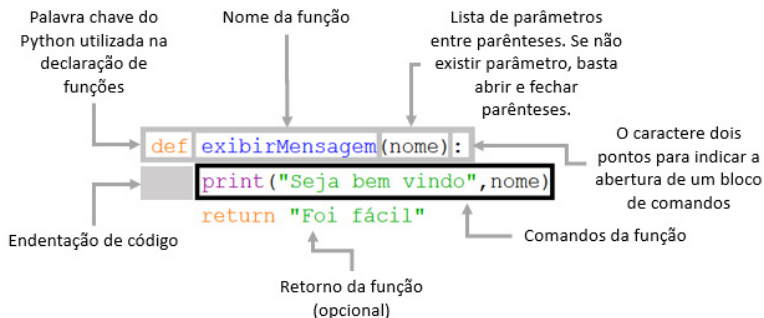 Palavra chave do
Python utilizada na
declaração de
funções
Nome da função
Lista de parâmetros
entre parênteses. Se não
existir parâmetro, basta
abrir e fechar
parênteses.
def exibirMensagem(nome):
O caractere dois
pontos para indicar a
abertura de um bloco
de comandos
print("Seja bem vindo",nome)
return "Foi fácil"
Endentação de código
Comandos da função
Retorno da função
(opcional)